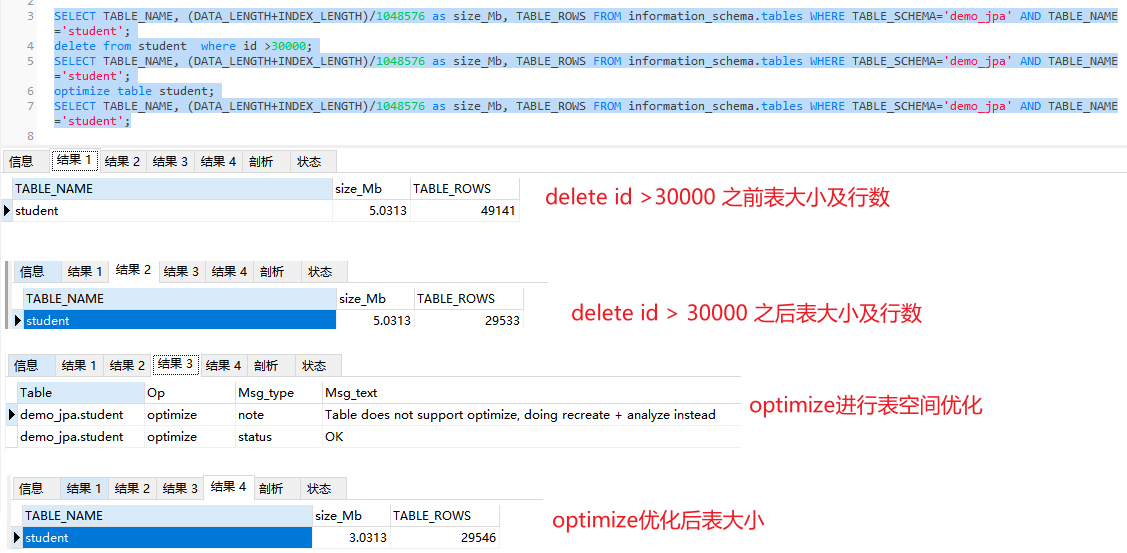 2
3 SELECT TABLE_NAME, (DATA_LENGTH+INDEX_LENGTH)/1048576 as size_Mb, TABLE_ROWS FROM information_schema.tables WHERE TABLE_SCHEMA='demo_jpa' AND TABLE_NAME
='student';
4 delete from student  where id >30000;
5 SELECT TABLE_NAME, (DATA_LENGTH+INDEX_LENGTH)/1048576 as size_Mb, TABLE_ROWS FROM information_schema.tables WHERE TABLE_SCHEMA='demo_jpa' AND TABLE_NAME
='student';
6 optimize table student;
7 SELECT TABLE_NAME, (DATA_LENGTH+INDEX_LENGTH)/1048576 as size_Mb, TABLE_ROWS FROM information_schema.tables WHERE TABLE_SCHEMA='demo_jpa' AND TABLE_NAME
='student';
8
信息 结果 1 结果 2 结果 3 结果 4 剖析 状态
TABLE_NAME size_Mb TABLE_ROWS
student 5.0313 49141
delete id >30000 之前表大小及行数
信息 结果 1 结果 2 结果 3 结果 4 剖析 状态
TABLE_NAME size_Mb TABLE_ROWS
student 5.0313 29533
delete id > 30000 之后表大小及行数
信息 结果 1 结果 2 结果 3 结果 4 剖析 状态
Table Op Msg_type Msg_text
demo_jpa.student optimize note Table does not support optimize, doing recreate + analyze instead
demo_jpa.student optimize status OK
optimize进行表空间优化
信息 结果 1 结果 2 结果 3 结果 4 剖析 状态
TABLE_NAME size_Mb TABLE_ROWS
student 3.0313 29546
optimize优化后表大小